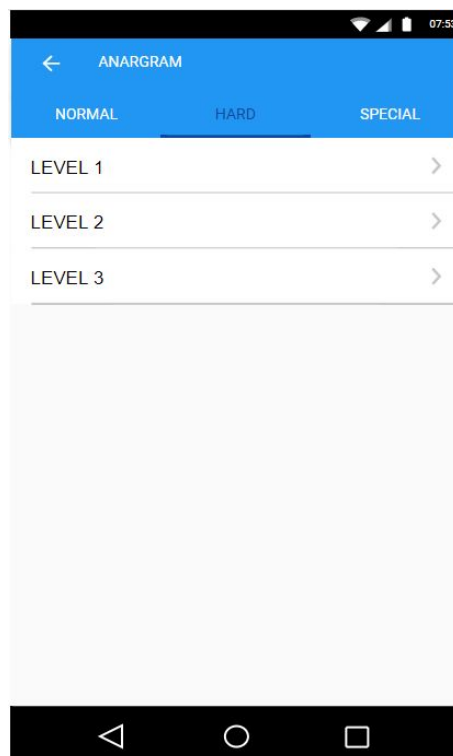 07:53
ANARGRAM
NORMAL HARD SPECIAL
LEVEL 1
LEVEL 2
LEVEL 3